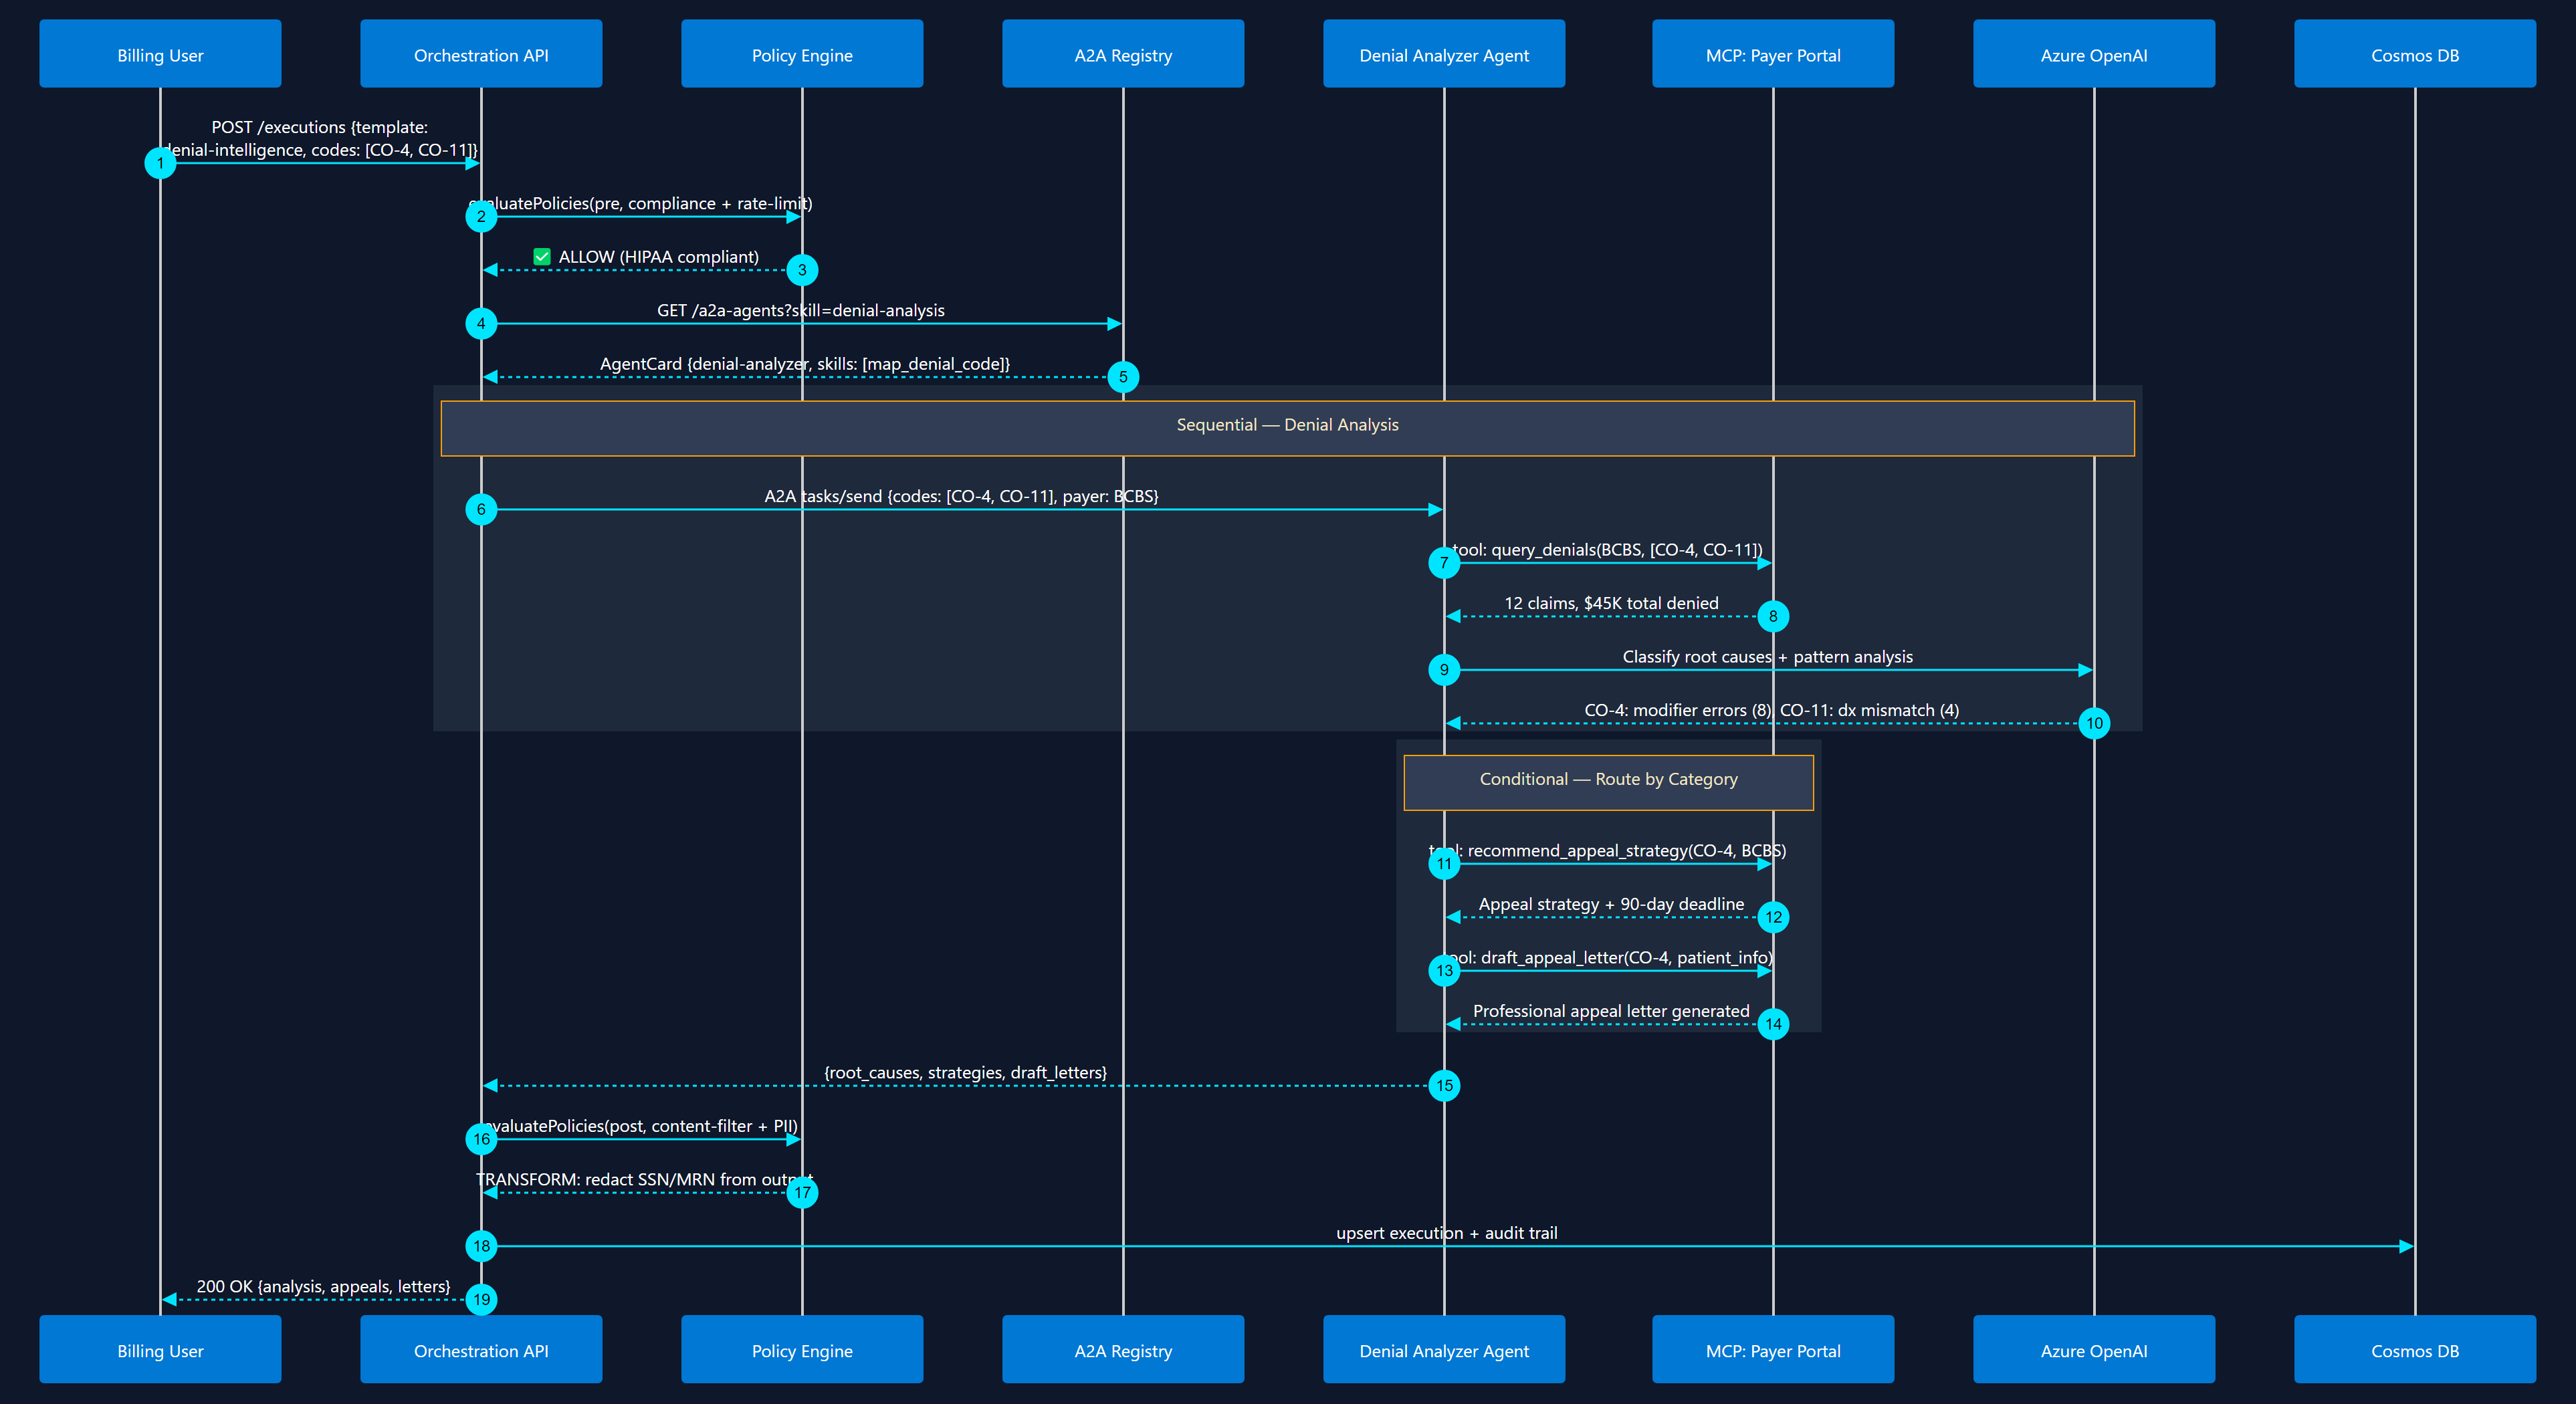 Billing User
Orchestration API
Policy Engine
A2A Registry
Denial Analyzer Agent
MCP: Payer Portal
Azure OpenAI
Cosmos DB
POST /executions {template:
denial-intelligence, codes: [CO-4, CO-11]}
1
evaluatePolicies(pre, compliance + rate-limit)
2
✅ ALLOW (HIPAA compliant)
3
GET /a2a-agents?skill=denial-analysis
4
AgentCard {denial-analyzer, skills: [map_denial_code]}
5
Sequential — Denial Analysis
A2A tasks/send {codes: [CO-4, CO-11], payer: BCBS}
6
tool: query_denials(BCBS, [CO-4, CO-11])
7
12 claims, $45K total denied
8
Classify root causes + pattern analysis
9
CO-4: modifier errors (8), CO-11: dx mismatch (4)
10
Conditional — Route by Category
tool: recommend_appeal_strategy(CO-4, BCBS)
11
Appeal strategy + 90-day deadline
12
tool: draft_appeal_letter(CO-4, patient_info)
13
Professional appeal letter generated
14
{root_causes, strategies, draft_letters}
15
evaluatePolicies(post, content-filter + PII)
16
TRANSFORM: redact SSN/MRN from output
17
upsert execution + audit trail
18
200 OK {analysis, appeals, letters}
19
Billing User
Orchestration API
Policy Engine
A2A Registry
Denial Analyzer Agent
MCP: Payer Portal
Azure OpenAI
Cosmos DB